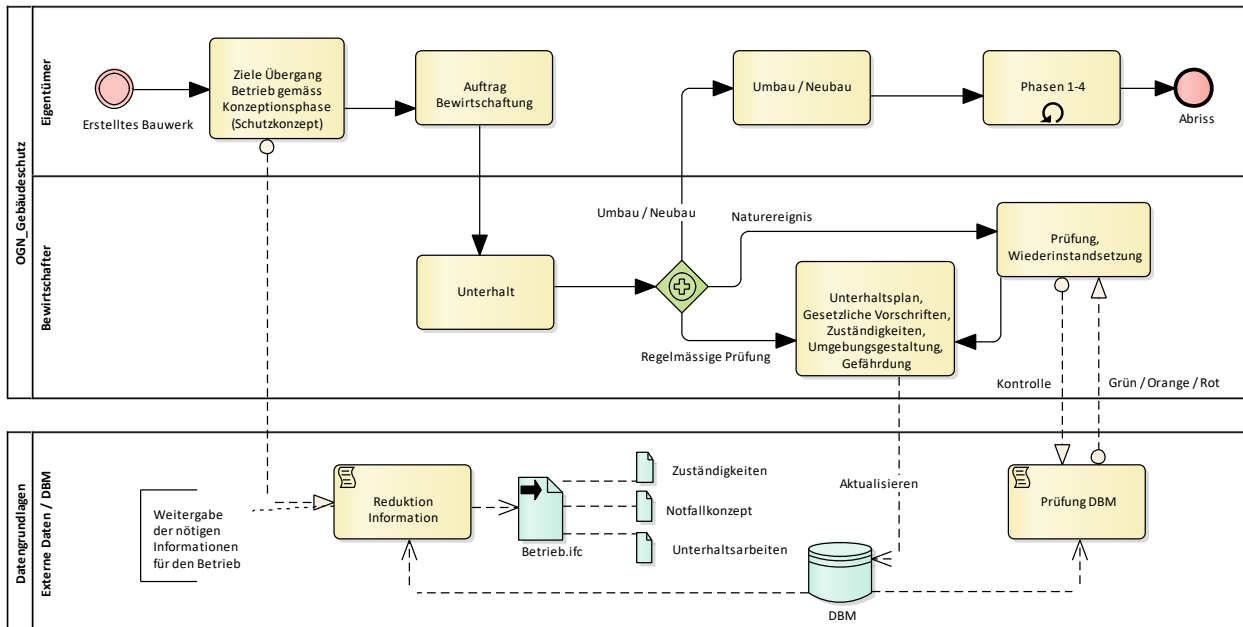 OGN_Gebäudeschutz
Eigentümer
Erstelltes Bauwerk
Ziele Übergang
Betrieb gemäss
Konzeptionsphase
(Schutzkonzept)
Auftrag
Bewirtschaftung
Umbau / Neubau
Phasen 1-4
Abriss
Bewirtschafter
Unterhalt
Umbau / Neubau
Naturereignis
Regelmässige Prüfung
Unterhaltsplan,
Gesetzliche Vorschriften,
Zuständigkeiten,
Umgebungsgestaltung,
Gefährdung
Prüfung,
Wiederinstandsetzung
Kontrolle
Grün / Orange / Rot
Datengrundlagen
Externe Daten / DBM
Weitergabe
der nötigen
Informationen
für den Betrieb
Reduktion
Information
Betrieb.ifc
Zuständigkeiten
Notfallkonzept
Unterhaltsarbeiten
Aktualisieren
DBM
Prüfung DBM